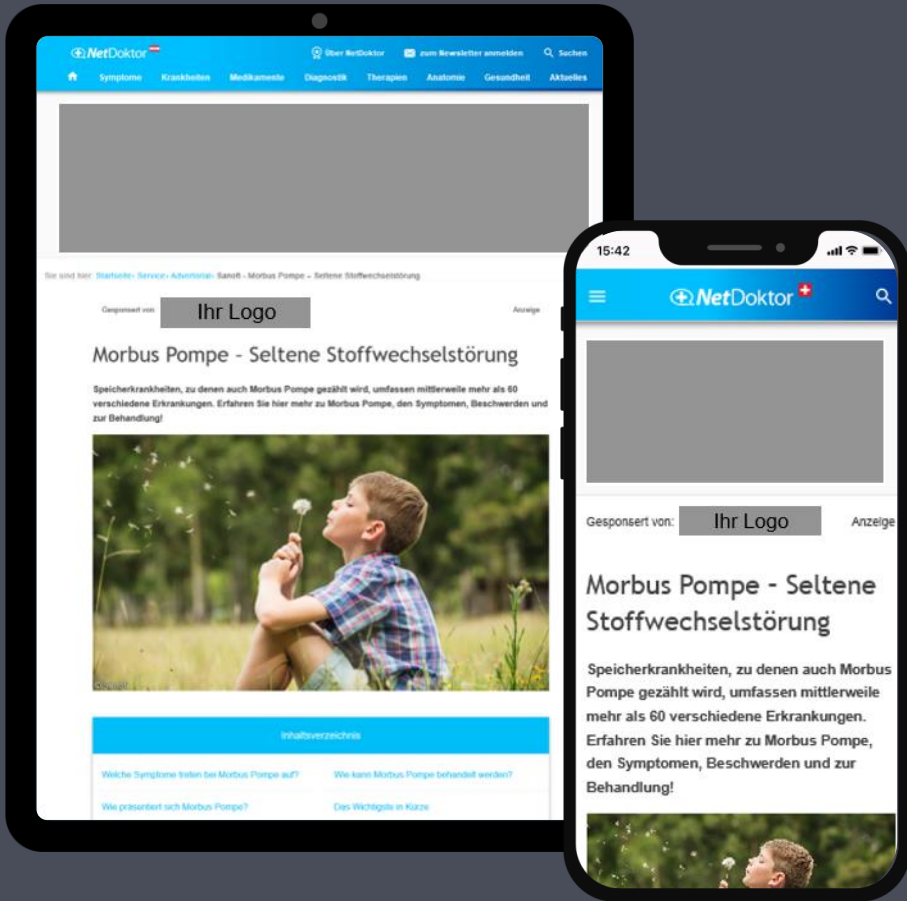 NetDoktor
Über NetDoktor zum Newsletter anmelden Suchen
Symptome Krankheiten Medikamente Diagnostik Therapien Anatomie Gesundheit Aktuelles
Sie sind hier: Startseite› Service› Advertorial› Sanofi - Morbus Pompe – Seltene Stoffwechselstörung
Gesponsert von: Ihr Logo Anzeige
Morbus Pompe – Seltene Stoffwechselstörung
Speicherkrankheiten, zu denen auch Morbus Pompe gezählt wird, umfassen mittlerweile mehr als 60
verschiedene Erkrankungen. Erfahren Sie hier mehr zu Morbus Pompe, den Symptomen, Beschwerden und
zur Behandlung!
Inhaltsverzeichnis
Welche Symptome treten bei Morbus Pompe auf? Wie kann Morbus Pompe behandelt werden?
Wie präsentiert sich Morbus Pompe? Das Wichtigste in Kürze
15:42
NetDoktor
Gesponsert von: Ihr Logo Anzeige
Morbus Pompe – Seltene
Stoffwechselstörung
Speicherkrankheiten, zu denen auch Morbus
Pompe gezählt wird, umfassen mittlerweile
mehr als 60 verschiedene Erkrankungen.
Erfahren Sie hier mehr zu Morbus Pompe,
den Symptomen, Beschwerden und zur
Behandlung!